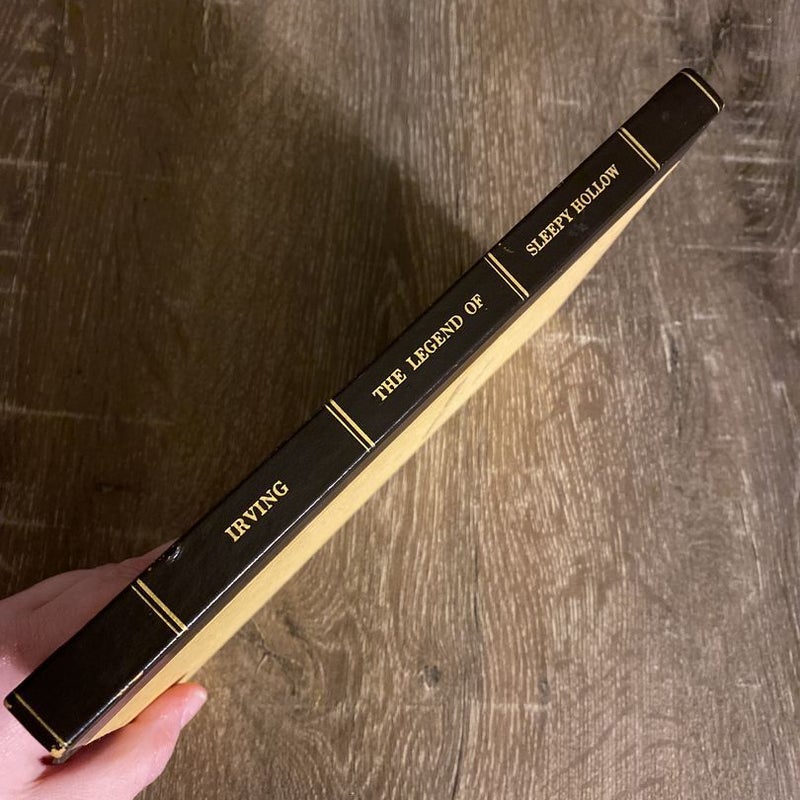 IRVING
THE LEGEND OF
SLEEPY HOLLOW